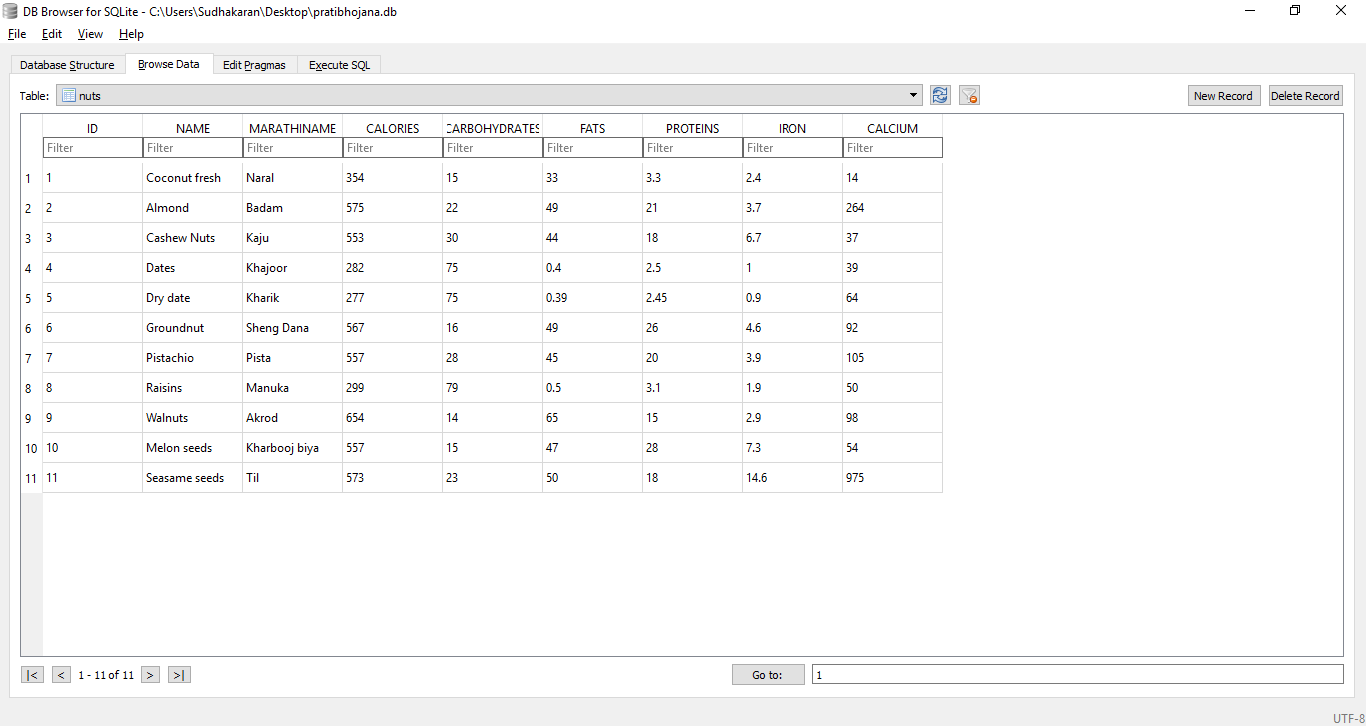 DB Browser for SQLite - C:\Users\Sudhakaran\Desktop\pratibhojana.db
File Edit View Help
Database Structure Browse Data Edit Pragmas Execute SQL
Table: nuts New Record Delete Record
ID NAME MARATHINAME CALORIES CARBOHYDRATES FATS PROTEINS IRON CALCIUM
Filter Filter Filter Filter Filter Filter Filter Filter Filter
1 1 Coconut fresh Naral 354 15 33 3.3 2.4 14
2 2 Almond Badam 575 22 49 21 3.7 264
3 3 Cashew Nuts Kaju 553 30 44 18 6.7 37
4 4 Dates Khajoor 282 75 0.4 2.5 1 39
5 5 Dry date Kharik 277 75 0.39 2.45 0.9 64
6 6 Groundnut Sheng Dana 567 16 49 26 4.6 92
7 7 Pistachio Pista 557 28 45 20 3.9 105
8 8 Raisins Manuka 299 79 0.5 3.1 1.9 50
9 9 Walnuts Akrod 654 14 65 15 2.9 98
10 10 Melon seeds Kharbooj biya 557 15 47 28 7.3 54
11 11 Seasame seeds Til 573 23 50 18 14.6 975
|< < 1 - 11 of 11 > >| Go to: 1
UTF-8